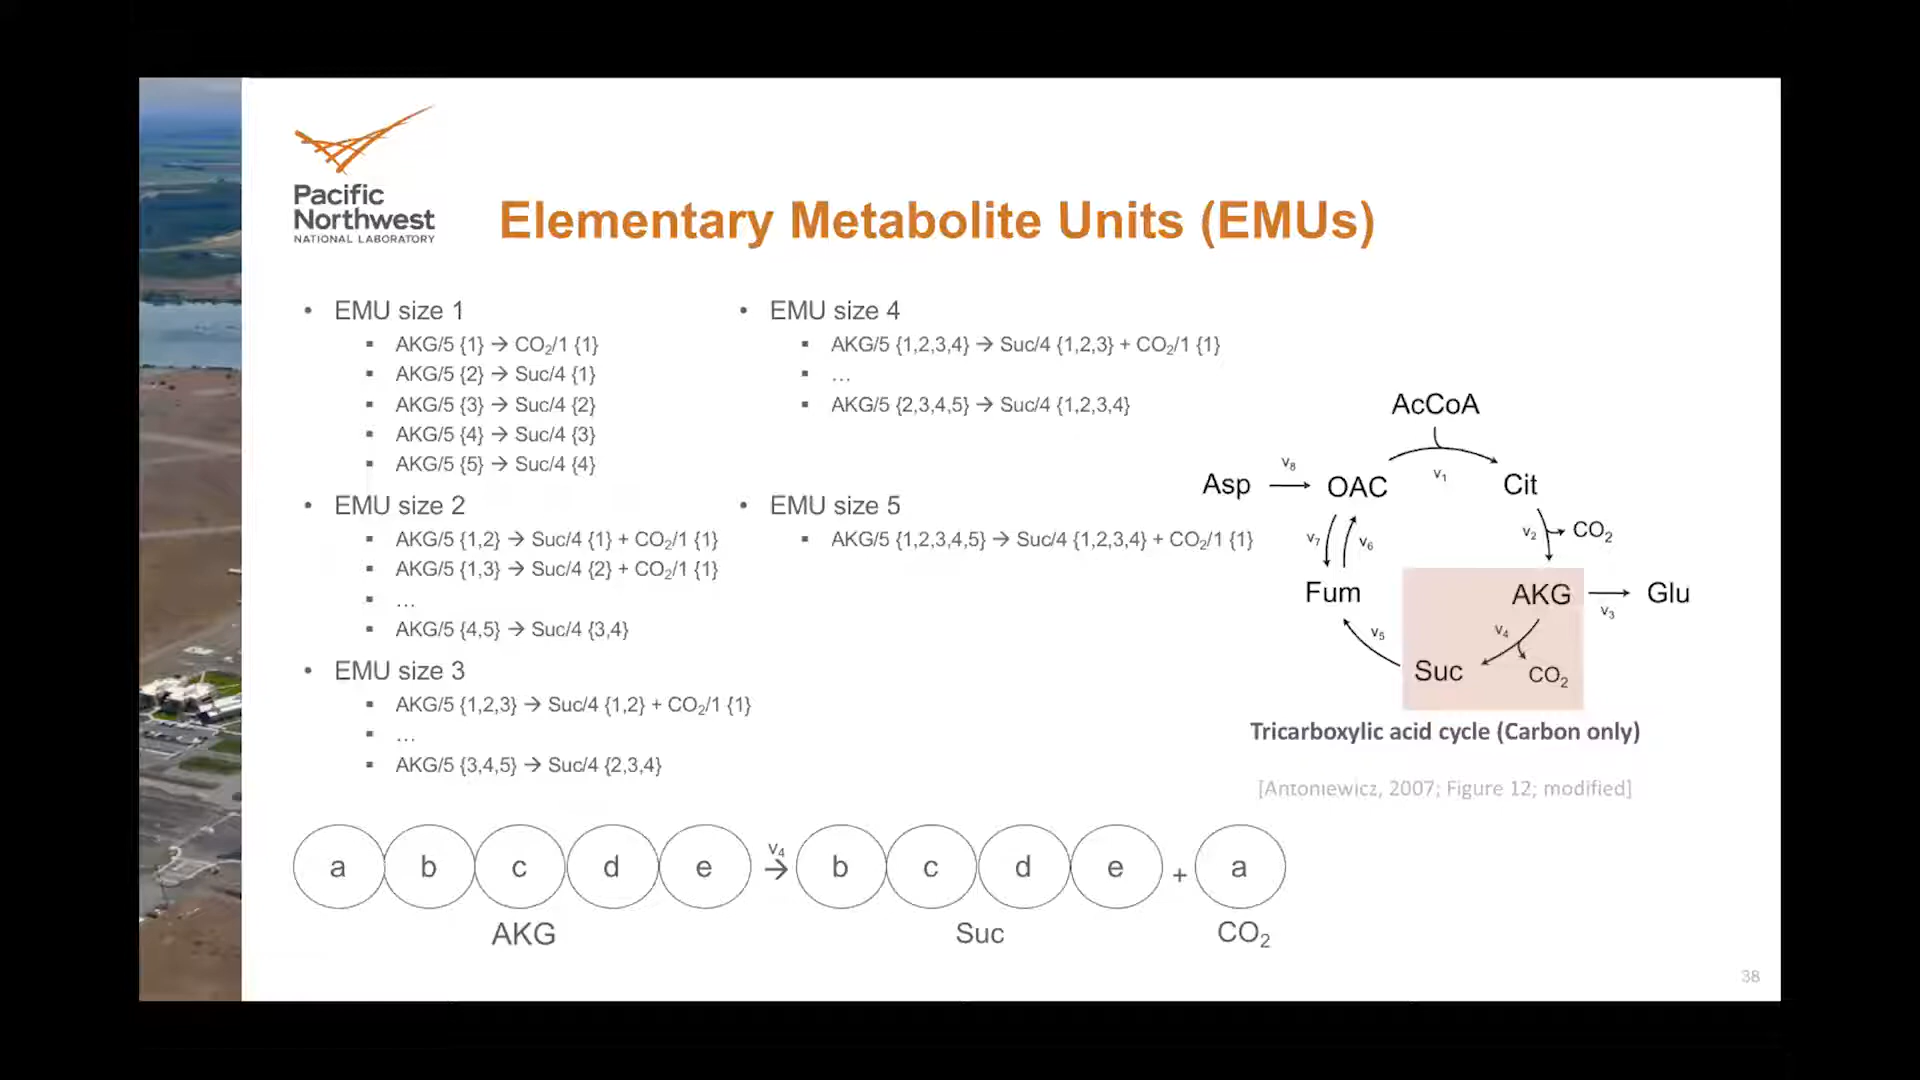 Pacific
Northwest
NATIONAL LABORATORY
Elementary Metabolite Units (EMUs)
• EMU size 1
▪ AKG/5 {1} → CO₂/1 {1}
▪ AKG/5 {2} → Suc/4 {1}
▪ AKG/5 {3} → Suc/4 {2}
▪ AKG/5 {4} → Suc/4 {3}
▪ AKG/5 {5} → Suc/4 {4}
• EMU size 2
▪ AKG/5 {1,2} → Suc/4 {1} + CO₂/1 {1}
▪ AKG/5 {1,3} → Suc/4 {2} + CO₂/1 {1}
▪ …
▪ AKG/5 {4,5} → Suc/4 {3,4}
• EMU size 3
▪ AKG/5 {1,2,3} → Suc/4 {1,2} + CO₂/1 {1}
▪ …
▪ AKG/5 {3,4,5} → Suc/4 {2,3,4}
• EMU size 4
▪ AKG/5 {1,2,3,4} → Suc/4 {1,2,3} + CO₂/1 {1}
▪ …
▪ AKG/5 {2,3,4,5} → Suc/4 {1,2,3,4}
• EMU size 5
▪ AKG/5 {1,2,3,4,5} → Suc/4 {1,2,3,4} + CO₂/1 {1}
AcCoA
Asp v₈ OAC v₁ Cit
v₇ v₆ v₂ CO₂
Fum AKG v₃ Glu
v₅ v₄
Suc CO₂
Tricarboxylic acid cycle (Carbon only)
[Antoniewicz, 2007; Figure 12; modified]
a b c d e v₄ → b c d e + a
AKG Suc CO₂
38